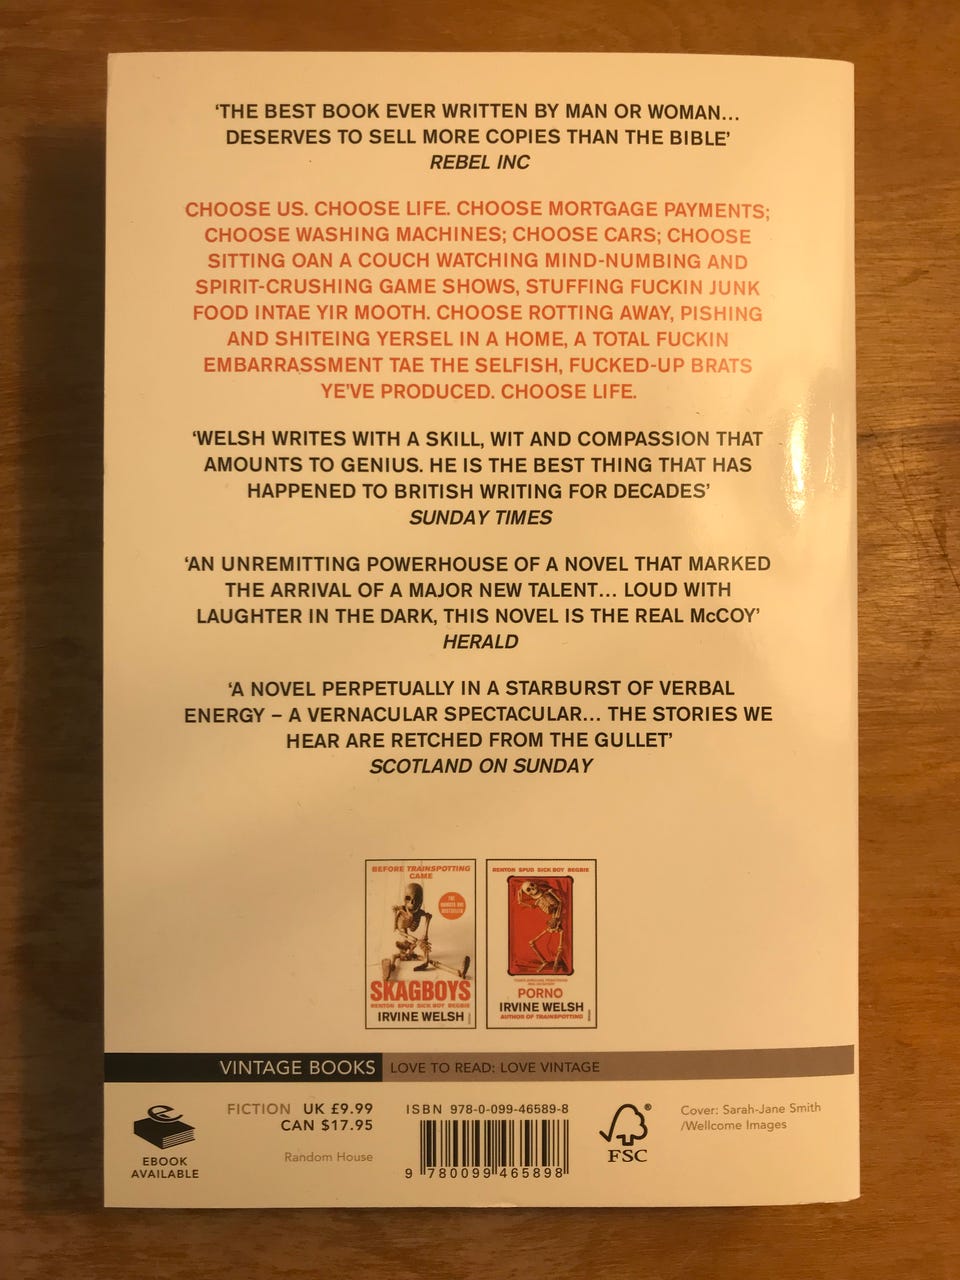 ‘THE BEST BOOK EVER WRITTEN BY MAN OR WOMAN...
DESERVES TO SELL MORE COPIES THAN THE BIBLE’
REBEL INC
CHOOSE US. CHOOSE LIFE. CHOOSE MORTGAGE PAYMENTS;
CHOOSE WASHING MACHINES; CHOOSE CARS; CHOOSE
SITTING OAN A COUCH WATCHING MIND-NUMBING AND
SPIRIT-CRUSHING GAME SHOWS, STUFFING FUCKIN JUNK
FOOD INTAE YIR MOOTH. CHOOSE ROTTING AWAY, PISHING
AND SHITEING YERSEL IN A HOME, A TOTAL FUCKIN
EMBARRASSMENT TAE THE SELFISH, FUCKED-UP BRATS
YE’VE PRODUCED. CHOOSE LIFE.
‘WELSH WRITES WITH A SKILL, WIT AND COMPASSION THAT
AMOUNTS TO GENIUS. HE IS THE BEST THING THAT HAS
HAPPENED TO BRITISH WRITING FOR DECADES’
SUNDAY TIMES
‘AN UNREMITTING POWERHOUSE OF A NOVEL THAT MARKED
THE ARRIVAL OF A MAJOR NEW TALENT... LOUD WITH
LAUGHTER IN THE DARK, THIS NOVEL IS THE REAL McCOY’
HERALD
‘A NOVEL PERPETUALLY IN A STARBURST OF VERBAL
ENERGY – A VERNACULAR SPECTACULAR... THE STORIES WE
HEAR ARE RETCHED FROM THE GULLET’
SCOTLAND ON SUNDAY
BEFORE TRAINSPOTTING
CAME
THE
NUMBER ONE
BESTSELLER
SKAGBOYS
RENTON SPUD SICK BOY BEGBIE
IRVINE WELSH
RENTON SPUD SICK BOY BEGBIE
PORNO
IRVINE WELSH
AUTHOR OF TRAINSPOTTING
VINTAGE BOOKS
LOVE TO READ: LOVE VINTAGE
EBOOK
AVAILABLE
FICTION UK £9.99
CAN $17.95
Random House
ISBN 978-0-099-46589-8
9 780099 465898
®
FSC
Cover: Sarah-Jane Smith
/Wellcome Images